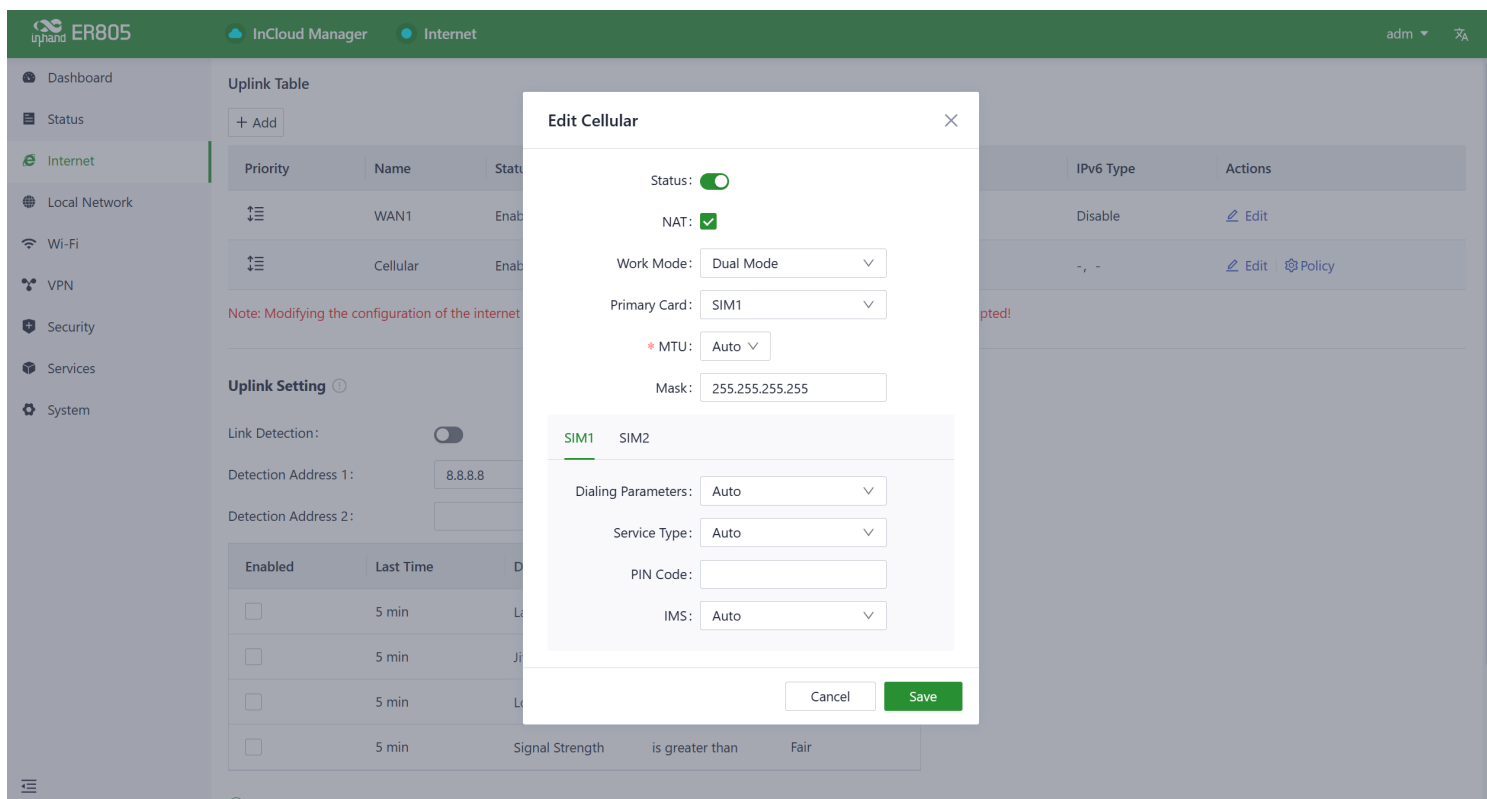 inhand ER805 InCloud Manager Internet adm
Dashboard
Status
Internet
Local Network
Wi-Fi
VPN
Security
Services
System
Uplink Table
+ Add
Priority Name Statu IPv6 Type Actions
WAN1 Enab Disable Edit
Cellular Enab -, - Edit Policy
Note: Modifying the configuration of the internet pted!
Uplink Setting
Link Detection:
Detection Address 1: 8.8.8.8
Detection Address 2:
Enabled Last Time D
5 min La
5 min Ji
5 min Lo
5 min Signal Strength is greater than Fair
Edit Cellular
Status:
NAT:
Work Mode: Dual Mode
Primary Card: SIM1
* MTU: Auto
Mask: 255.255.255.255
SIM1 SIM2
Dialing Parameters: Auto
Service Type: Auto
PIN Code:
IMS: Auto
Cancel Save